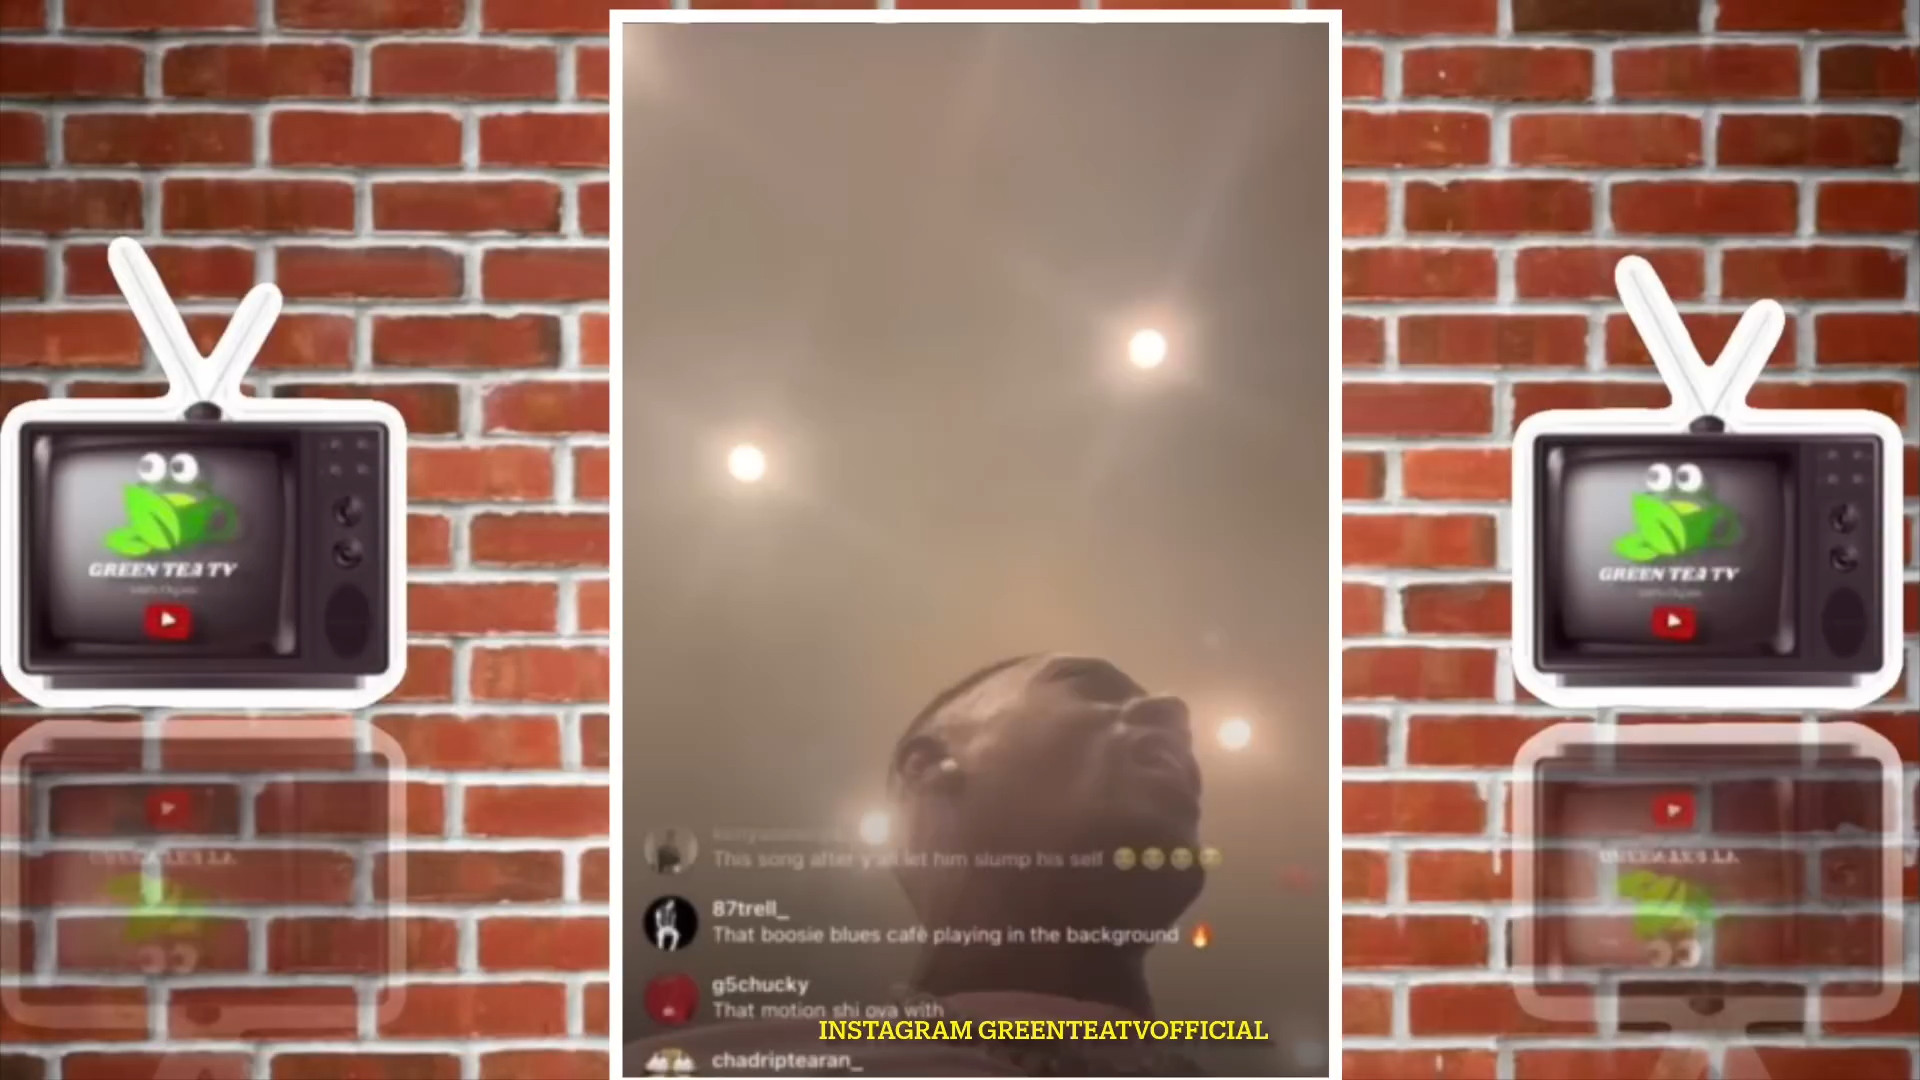 GREEN TEA TV
GREEN TEA TV
This song after y'all let him slump his self 😴😴😴😴
87trell_
That boosie blues cafè playing in the background 🔥
g5chucky
That motion shi ova with
INSTAGRAM GREENTEATVOFFICIAL
chadriptearan_